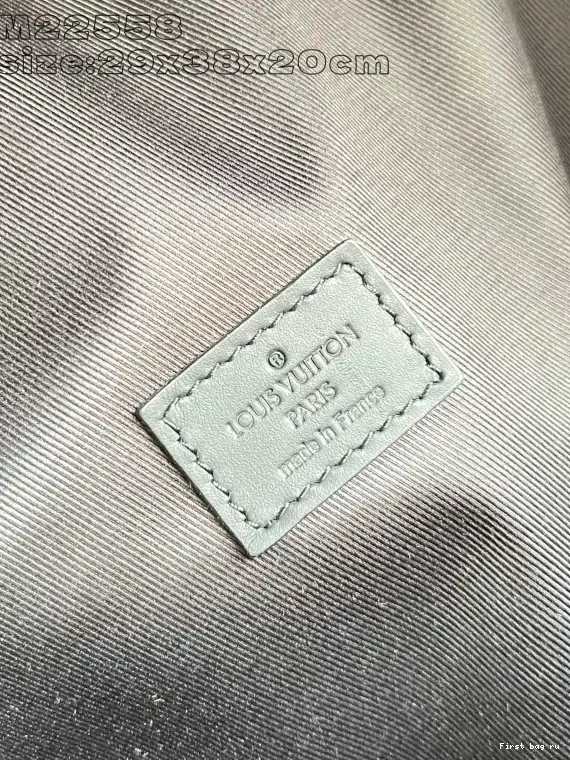 M22558
size:29x38x20cm
®
LOUIS VUITTON
PARIS
made in France
First bag ru